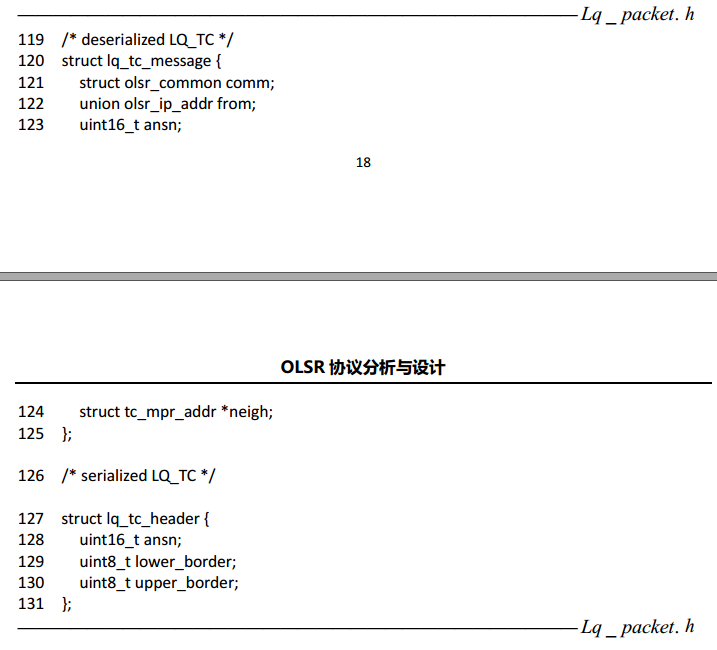 Lq _ packet. h
119 /* deserialized LQ_TC */
120 struct lq_tc_message {
121 struct olsr_common comm;
122 union olsr_ip_addr from;
123 uint16_t ansn;
18
OLSR 协议分析与设计
124 struct tc_mpr_addr *neigh;
125 };
126 /* serialized LQ_TC */
127 struct lq_tc_header {
128 uint16_t ansn;
129 uint8_t lower_border;
130 uint8_t upper_border;
131 };
Lq _ packet. h